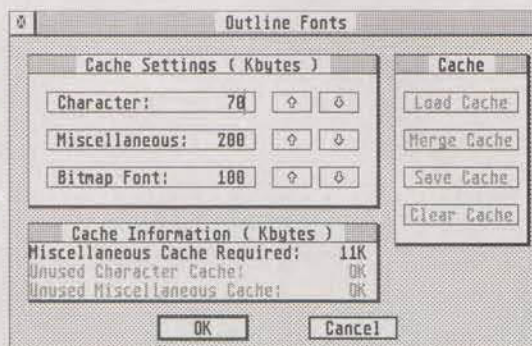 Outline Fonts
Cache Settings ( Kbytes )
Character: 70
Miscellaneous: 200
Bitmap Font: 100
Cache
Load Cache
Merge Cache
Save Cache
Clear Cache
Cache Information ( Kbytes )
Miscellaneous Cache Required: 11K
Unused Character Cache: 0K
Unused Miscellaneous Cache: 0K
OK Cancel